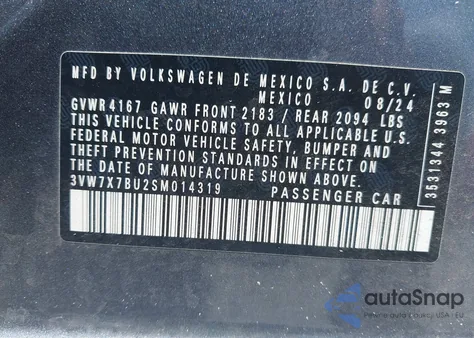 MFD BY VOLKSWAGEN DE MEXICO S.A. DE C.V.
MEXICO 08/24
GVWR 4167 GAWR FRONT 2183 / REAR 2094 LBS
THIS VEHICLE CONFORMS TO ALL APPLICABLE U.S.
FEDERAL MOTOR VEHICLE SAFETY, BUMPER AND
THEFT PREVENTION STANDARDS IN EFFECT ON
THE DATE OF MANUFACTURE SHOWN ABOVE.
3VW7X7BU2SM014319 PASSENGER CAR
3531344 3963 M
autoSnap